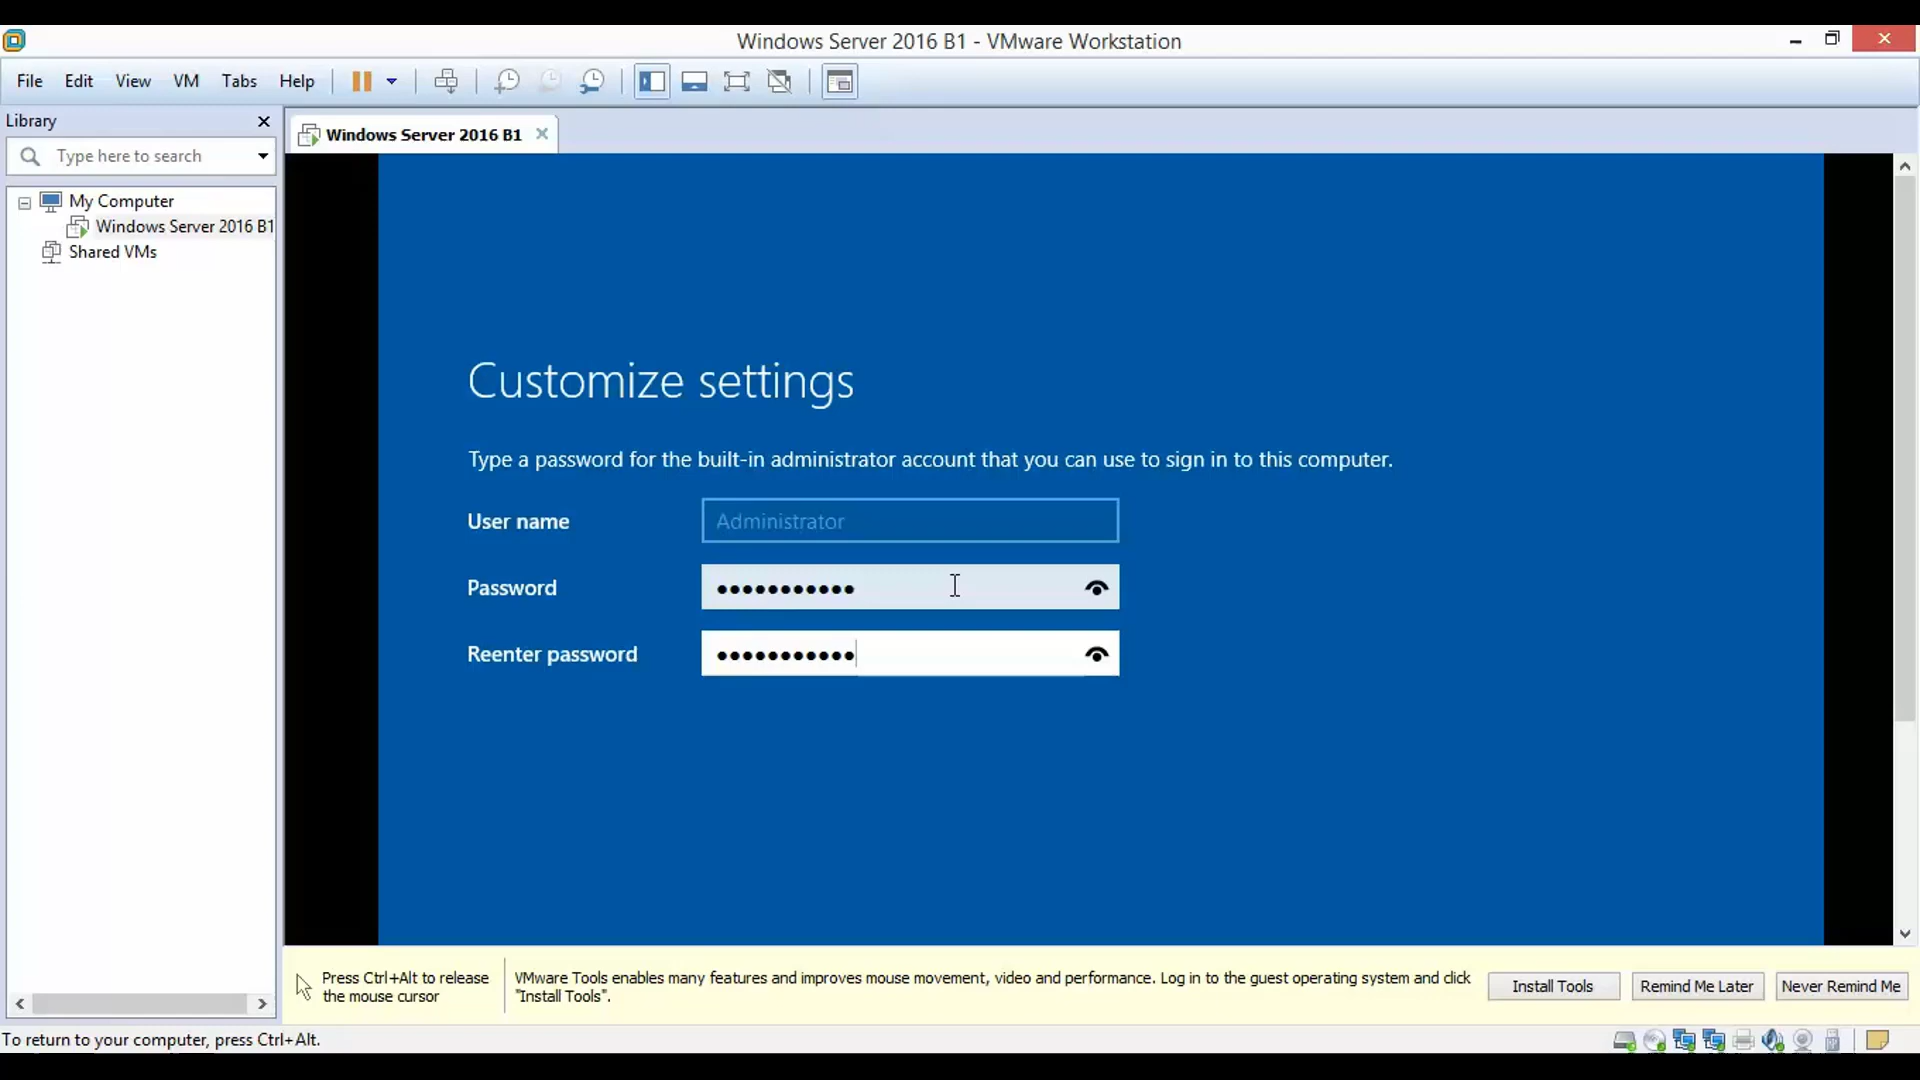 Windows Server 2016 B1 - VMware Workstation
File Edit View VM Tabs Help
Library
Type here to search
Windows Server 2016 B1
My Computer
Windows Server 2016 B1
Shared VMs
Customize settings
Type a password for the built-in administrator account that you can use to sign in to this computer.
User name Administrator
Password •••••••••••
Reenter password •••••••••••
Press Ctrl+Alt to release
the mouse cursor
VMware Tools enables many features and improves mouse movement, video and performance. Log in to the guest operating system and click
"Install Tools".
Install Tools Remind Me Later Never Remind Me
To return to your computer, press Ctrl+Alt.